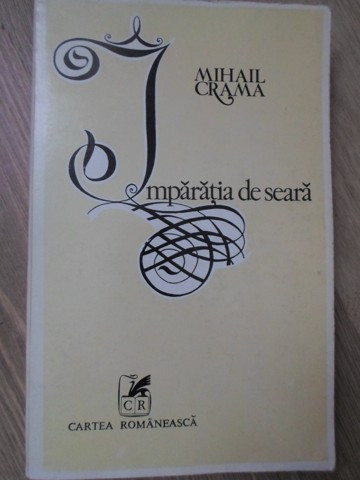 MIHAIL
CRAMA
Împărăția de seară
CR
CARTEA ROMÂNEASCĂ